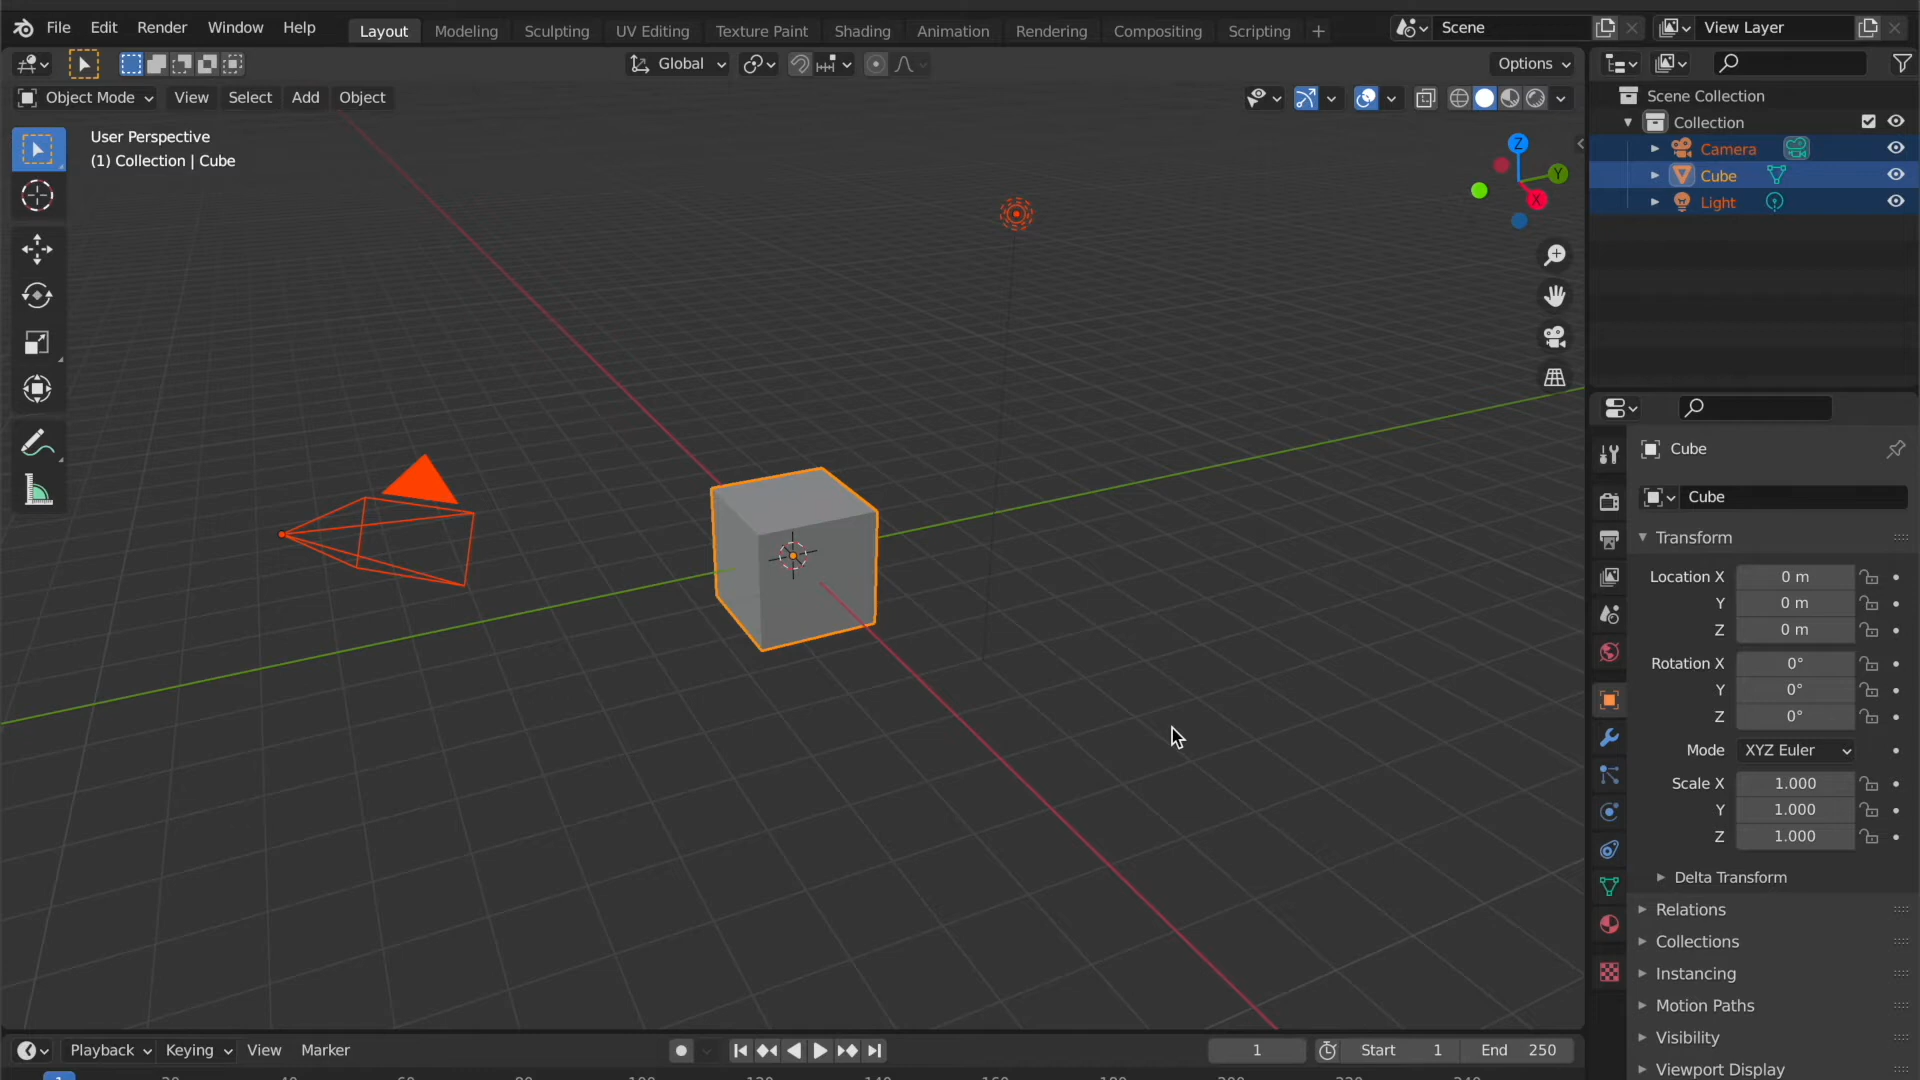 File Edit Render Window Help Layout Modeling Sculpting UV Editing Texture Paint Shading Animation Rendering Compositing Scripting + Scene View Layer
Global Options
Object Mode View Select Add Object
User Perspective
(1) Collection | Cube
Z
Y
X
Scene Collection
Collection
Camera
Cube
Light
Cube
Cube
Transform
Location X 0 m
Y 0 m
Z 0 m
Rotation X 0°
Y 0°
Z 0°
Mode XYZ Euler
Scale X 1.000
Y 1.000
Z 1.000
Delta Transform
Relations
Collections
Instancing
Motion Paths
Visibility
Viewport Display
Playback Keying View Marker 1 Start 1 End 250